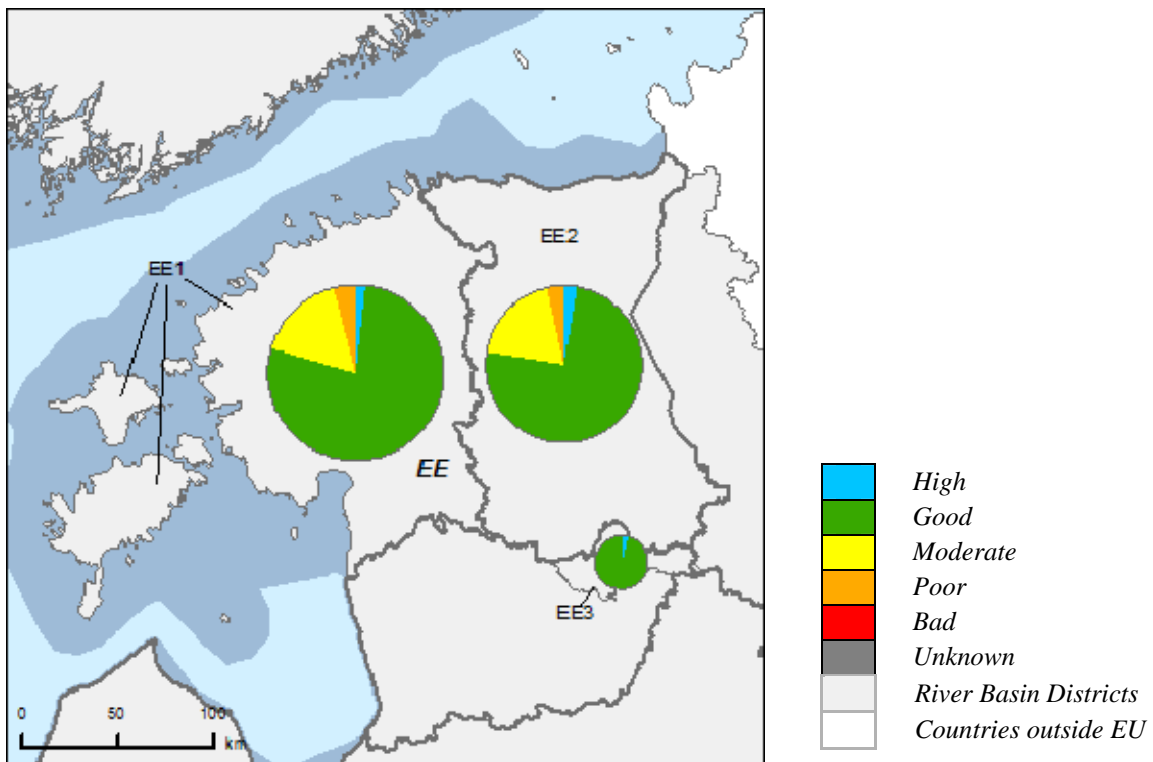 EE1
EE2
EE
EE3
0 50 100
km
High
Good
Moderate
Poor
Bad
Unknown
River Basin Districts
Countries outside EU